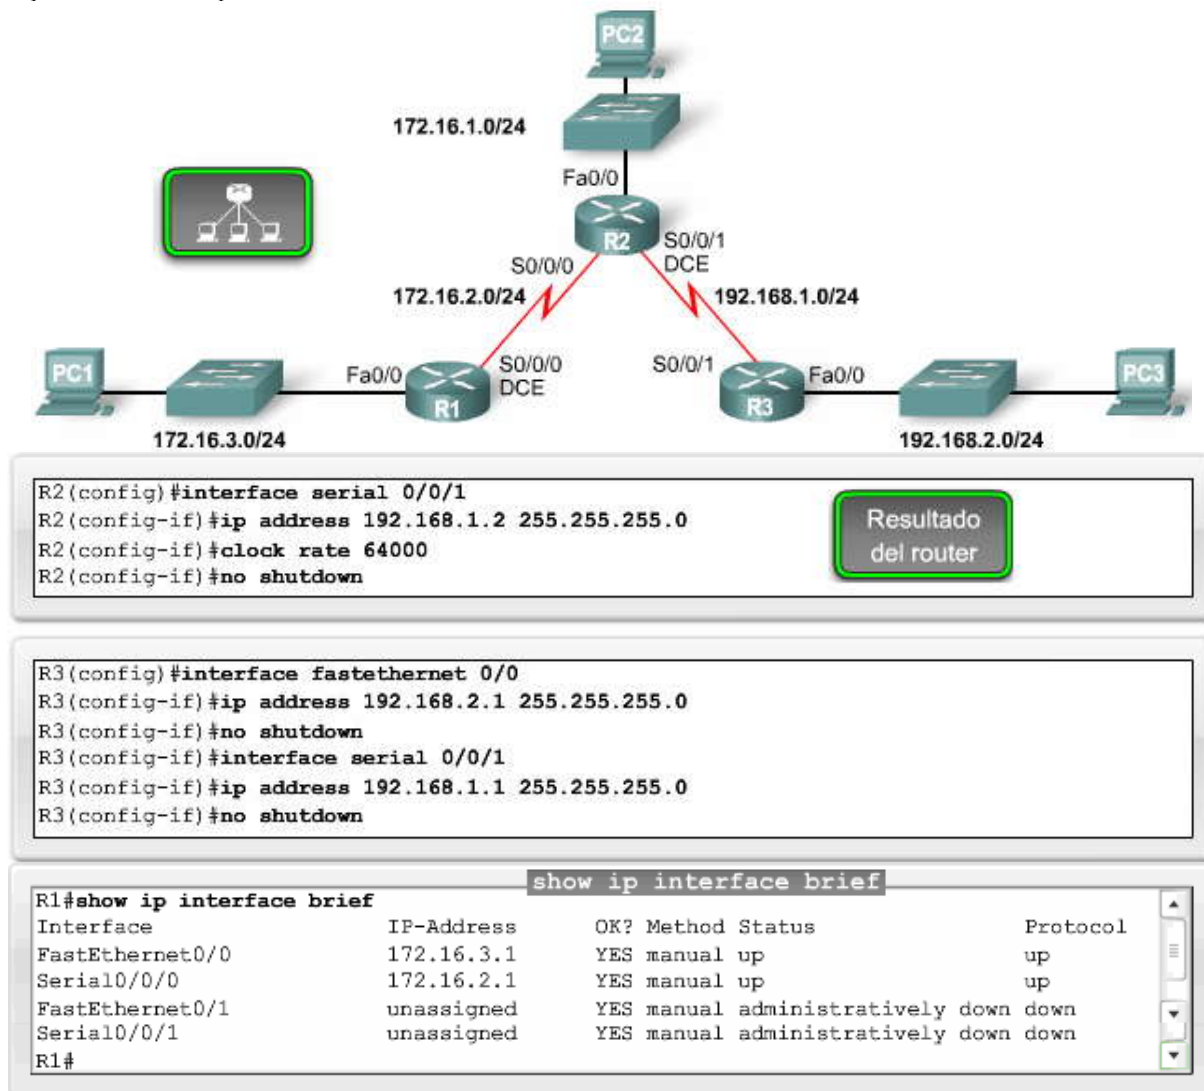 PC2
172.16.1.0/24
Fa0/0
R2
S0/0/1
DCE
S0/0/0
172.16.2.0/24
192.168.1.0/24
PC1
Fa0/0
S0/0/0
DCE
R1
S0/0/1
R3
Fa0/0
PC3
172.16.3.0/24
192.168.2.0/24
R2(config)#interface serial 0/0/1
R2(config-if)#ip address 192.168.1.2 255.255.255.0
R2(config-if)#clock rate 64000
R2(config-if)#no shutdown
Resultado
del router
R3(config)#interface fastethernet 0/0
R3(config-if)#ip address 192.168.2.1 255.255.255.0
R3(config-if)#no shutdown
R3(config-if)#interface serial 0/0/1
R3(config-if)#ip address 192.168.1.1 255.255.255.0
R3(config-if)#no shutdown
show ip interface brief
R1#show ip interface brief
Interface IP-Address OK? Method Status Protocol
FastEthernet0/0 172.16.3.1 YES manual up up
Serial0/0/0 172.16.2.1 YES manual up up
FastEthernet0/1 unassigned YES manual administratively down down
Serial0/0/1 unassigned YES manual administratively down down
R1#